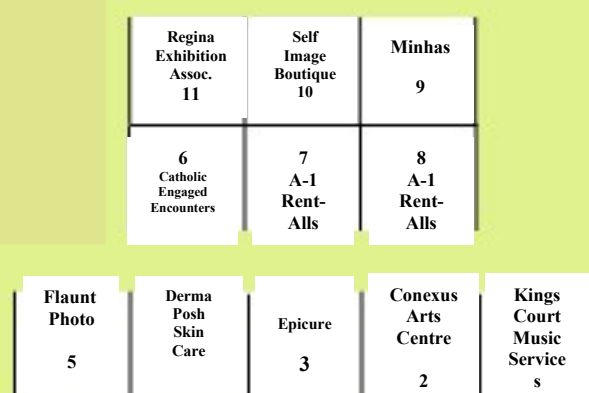 Regina
Exhibition
Assoc.
11
Self
Image
Boutique
10
Minhas
9
6
Catholic
Engaged
Encounters
7
A-1
Rent-
Alls
8
A-1
Rent-
Alls
Flaunt
Photo
5
Derma
Posh
Skin
Care
Epicure
3
Conexus
Arts
Centre
2
Kings
Court
Music
Service
s